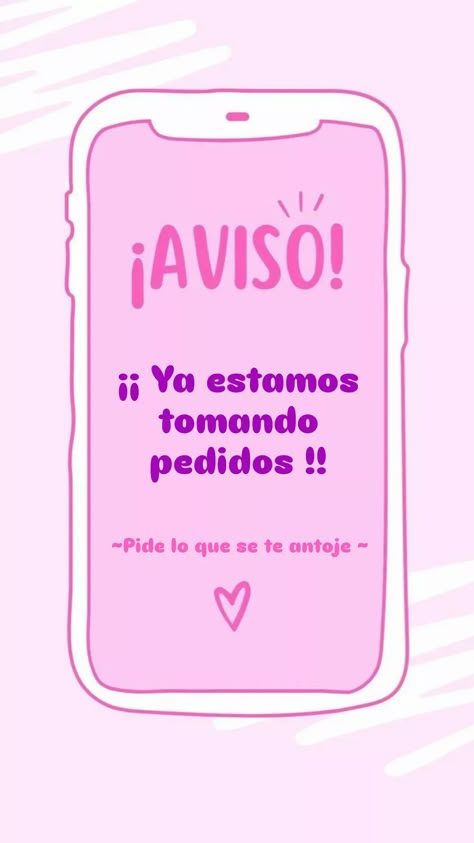 ¡AVISO!
¡¡ Ya estamos
tomando
pedidos !!
~Pide lo que se te antoje ~